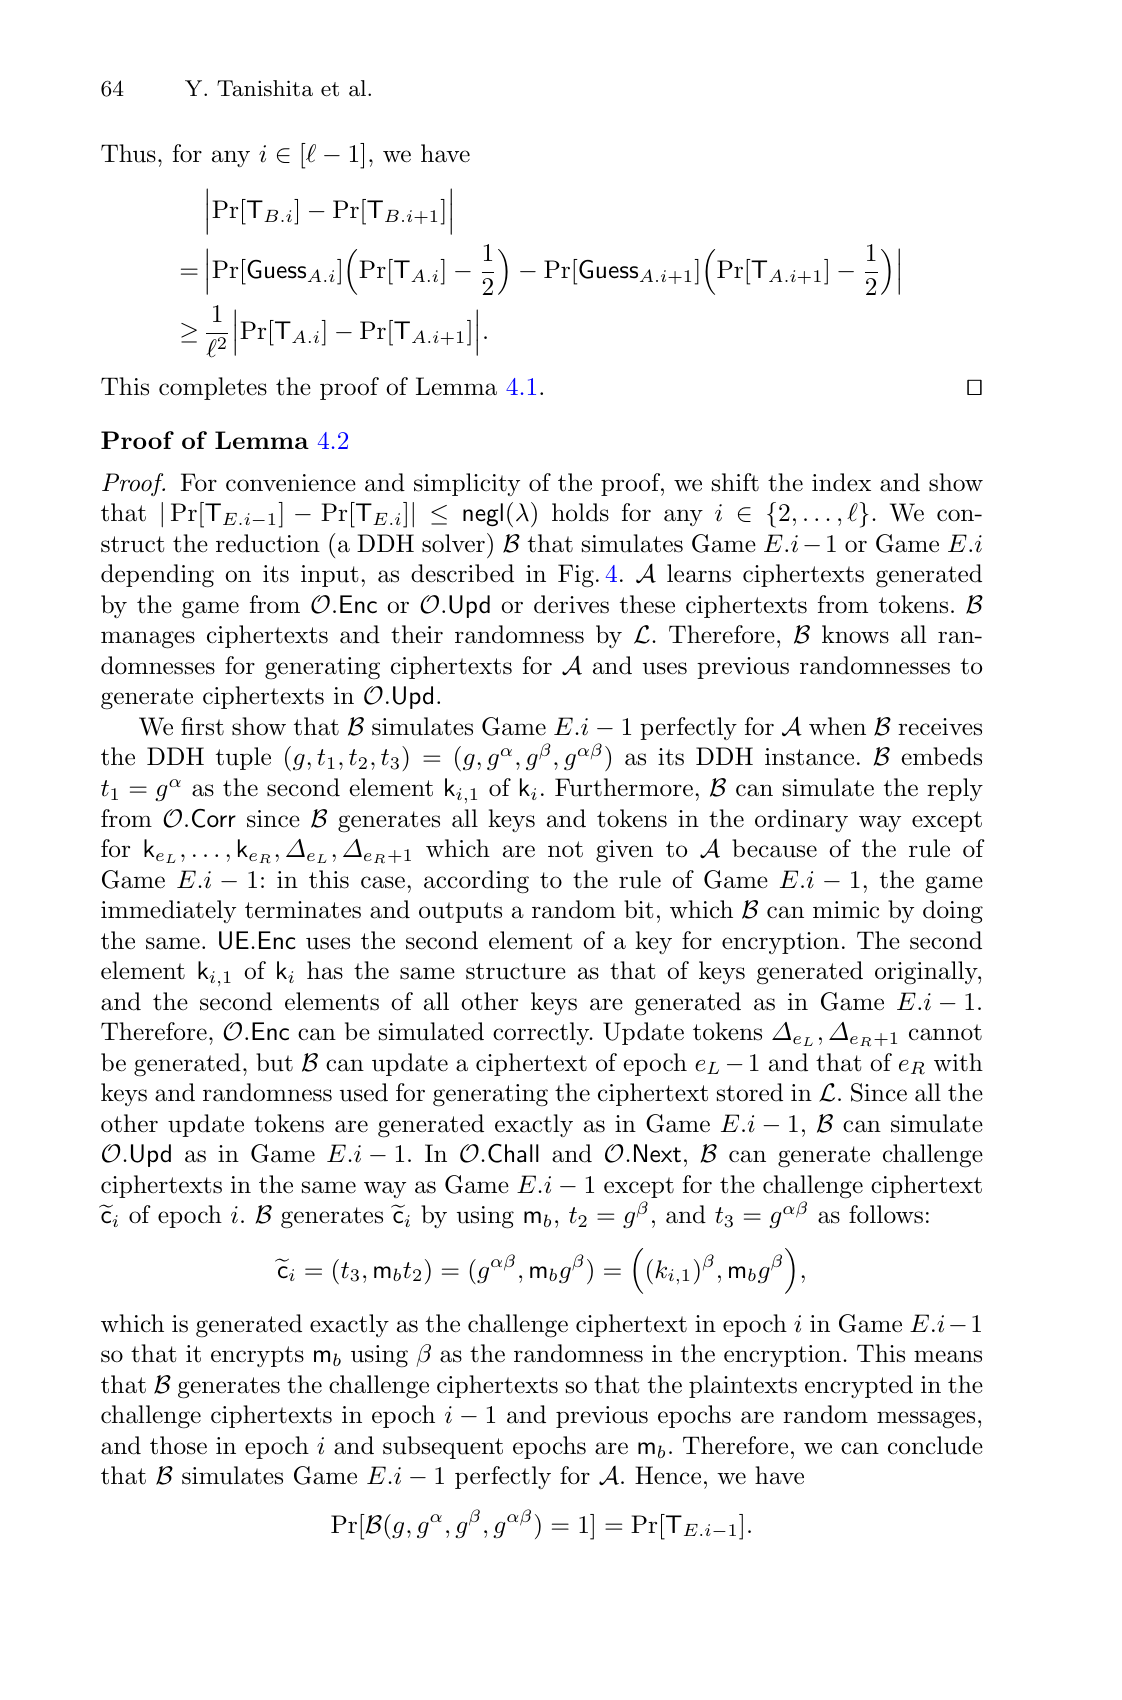 64 Y. Tanishita et al.
Thus, for any i ∈ [ℓ − 1], we have
|Pr[T_{B.i}] − Pr[T_{B.i+1}]|
= |Pr[Guess_{A.i}](Pr[T_{A.i}] − 1/2) − Pr[Guess_{A.i+1}](Pr[T_{A.i+1}] − 1/2)|
≥ 1/ℓ² |Pr[T_{A.i}] − Pr[T_{A.i+1}]|.
This completes the proof of Lemma 4.1. □
Proof of Lemma 4.2
Proof. For convenience and simplicity of the proof, we shift the index and show
that | Pr[T_{E.i−1}] − Pr[T_{E.i}]| ≤ negl(λ) holds for any i ∈ {2, . . . , ℓ}. We con-
struct the reduction (a DDH solver) ℬ that simulates Game E.i − 1 or Game E.i
depending on its input, as described in Fig. 4. 𝒜 learns ciphertexts generated
by the game from 𝒪.Enc or 𝒪.Upd or derives these ciphertexts from tokens. ℬ
manages ciphertexts and their randomness by ℒ. Therefore, ℬ knows all ran-
domnesses for generating ciphertexts for 𝒜 and uses previous randomnesses to
generate ciphertexts in 𝒪.Upd.
We first show that ℬ simulates Game E.i − 1 perfectly for 𝒜 when ℬ receives
the DDH tuple (g, t_1, t_2, t_3) = (g, g^α, g^β, g^{αβ}) as its DDH instance. ℬ embeds
t_1 = g^α as the second element k_{i,1} of k_i. Furthermore, ℬ can simulate the reply
from 𝒪.Corr since ℬ generates all keys and tokens in the ordinary way except
for k_{e_L}, . . . , k_{e_R}, Δ_{e_L}, Δ_{e_R+1} which are not given to 𝒜 because of the rule of
Game E.i − 1: in this case, according to the rule of Game E.i − 1, the game
immediately terminates and outputs a random bit, which ℬ can mimic by doing
the same. UE.Enc uses the second element of a key for encryption. The second
element k_{i,1} of k_i has the same structure as that of keys generated originally,
and the second elements of all other keys are generated as in Game E.i − 1.
Therefore, 𝒪.Enc can be simulated correctly. Update tokens Δ_{e_L}, Δ_{e_R+1} cannot
be generated, but ℬ can update a ciphertext of epoch e_L − 1 and that of e_R with
keys and randomness used for generating the ciphertext stored in ℒ. Since all the
other update tokens are generated exactly as in Game E.i − 1, ℬ can simulate
𝒪.Upd as in Game E.i − 1. In 𝒪.Chall and 𝒪.Next, ℬ can generate challenge
ciphertexts in the same way as Game E.i − 1 except for the challenge ciphertext
c̃_i of epoch i. ℬ generates c̃_i by using m_b, t_2 = g^β, and t_3 = g^{αβ} as follows:
c̃_i = (t_3, m_b t_2) = (g^{αβ}, m_b g^β) = ((k_{i,1})^β, m_b g^β),
which is generated exactly as the challenge ciphertext in epoch i in Game E.i − 1
so that it encrypts m_b using β as the randomness in the encryption. This means
that ℬ generates the challenge ciphertexts so that the plaintexts encrypted in the
challenge ciphertexts in epoch i − 1 and previous epochs are random messages,
and those in epoch i and subsequent epochs are m_b. Therefore, we can conclude
that ℬ simulates Game E.i − 1 perfectly for 𝒜. Hence, we have
Pr[ℬ(g, g^α, g^β, g^{αβ}) = 1] = Pr[T_{E.i−1}].